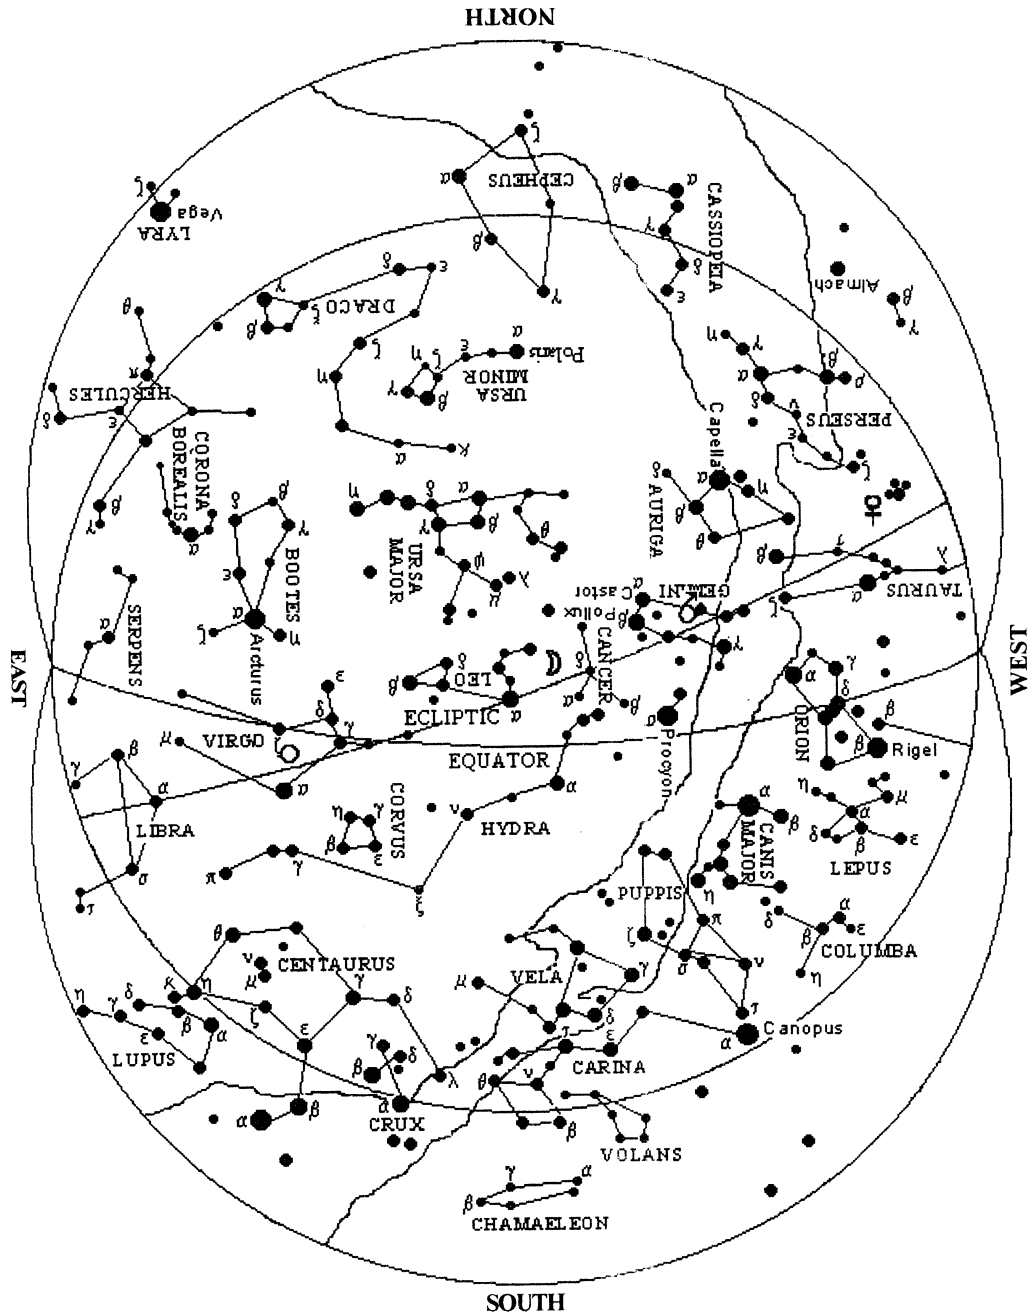 NORTH
ζ
α
CEPHEUS
β
γ
β
α
CASSIOPEIA
γ
δ
ε
ζ
Vega
LYRA
Almach
β
γ
γ
δ
ε
DRACO
β
ξ
ζ
η
α
κ
α
Polaris
ε
ζ
η
URSA
MINOR
γ
β
θ
π
HERCULES
δ
ε
β
γ
CORONA
BOREALIS
α
η
γ
α
β
ρ
δ
ν
PERSEUS
ε
ζ
Capella
α
η
δ
AURIGA
β
θ
δ
β
γ
BOOTES
ε
α
ζ
η
Arcturus
η
δ
α
γ
β
URSA
MAJOR
θ
ψ
λ
μ
β
τ
λ
α
ζ
TAURUS
α
Castor
GEMINI
β
Pollux
γ
SERPENS
α
CANCER
δ
α
β
EAST
WEST
ε
δ
γ
VIRGO
ζ
μ
α
β
δ
LEO
α
ECLIPTIC
EQUATOR
α
Procyon
α
γ
δ
ORION
β
β
Rigel
β
γ
α
LIBRA
σ
τ
CORVUS
η
γ
β
ε
ν
HYDRA
α
π
γ
ξ
α
β
CANIS
MAJOR
η
η
μ
α
δ
β
ε
LEPUS
PUPPIS
π
ζ
σ
ν
τ
δ
α
β
ε
COLUMBA
η
θ
ν
CENTAURUS
μ
κ
η
γ
δ
ζ
ε
λ
β
α
μ
VELA
γ
δ
η
γ
δ
β
α
ε
LUPUS
γ
δ
β
α
CRUX
τ
ε
CARINA
θ
ν
β
α
Canopus
VOLANS
γ
α
β
CHAMAELEON
SOUTH